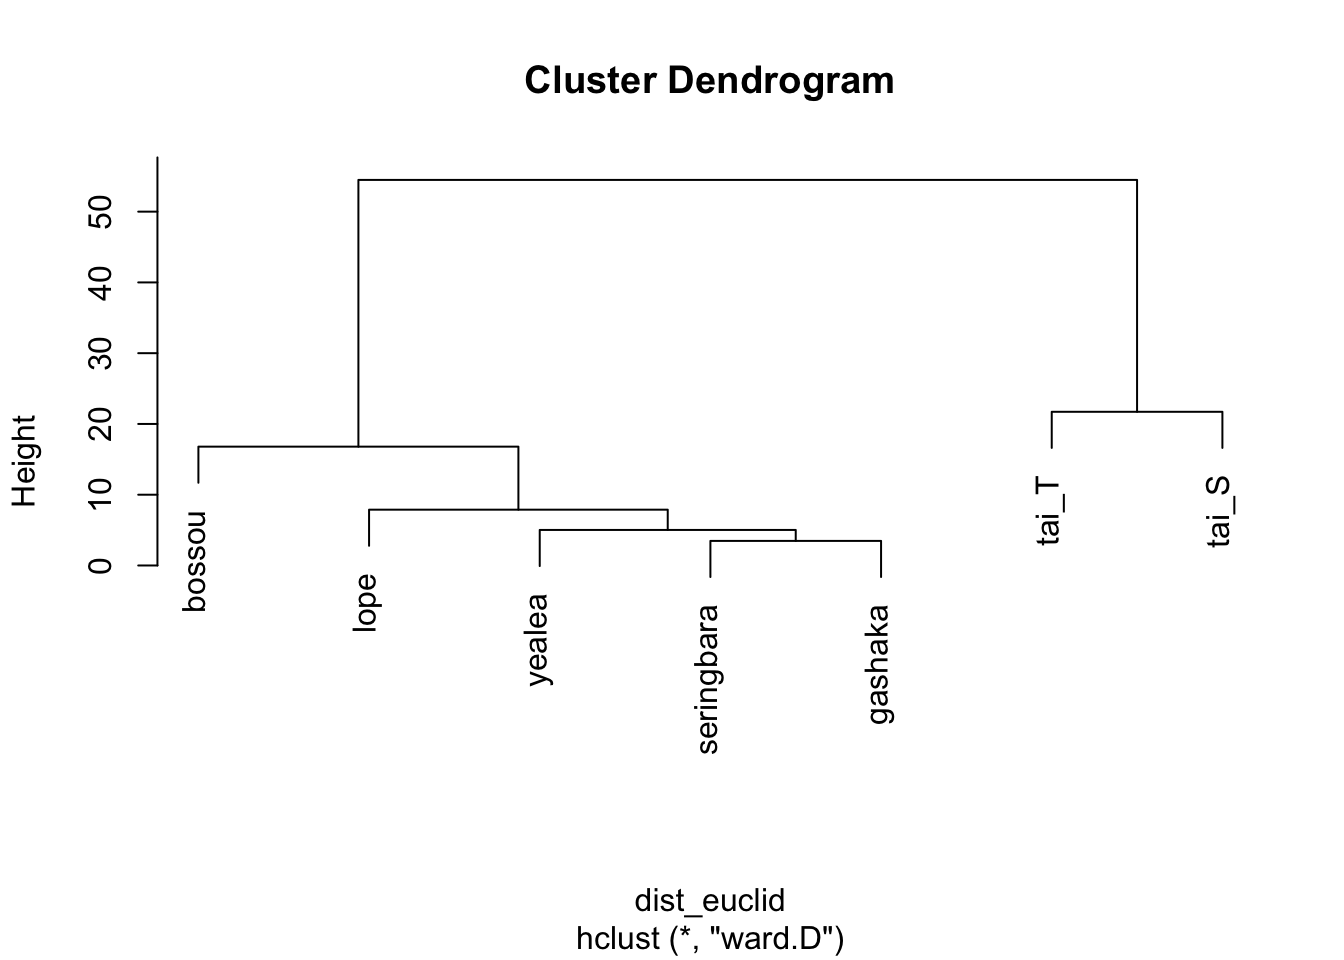 Cluster Dendrogram
Height
50
40
30
20
10
0
bossou
lope
yealea
seringbara
gashaka
tai_T
tai_S
dist_euclid
hclust (*, "ward.D")